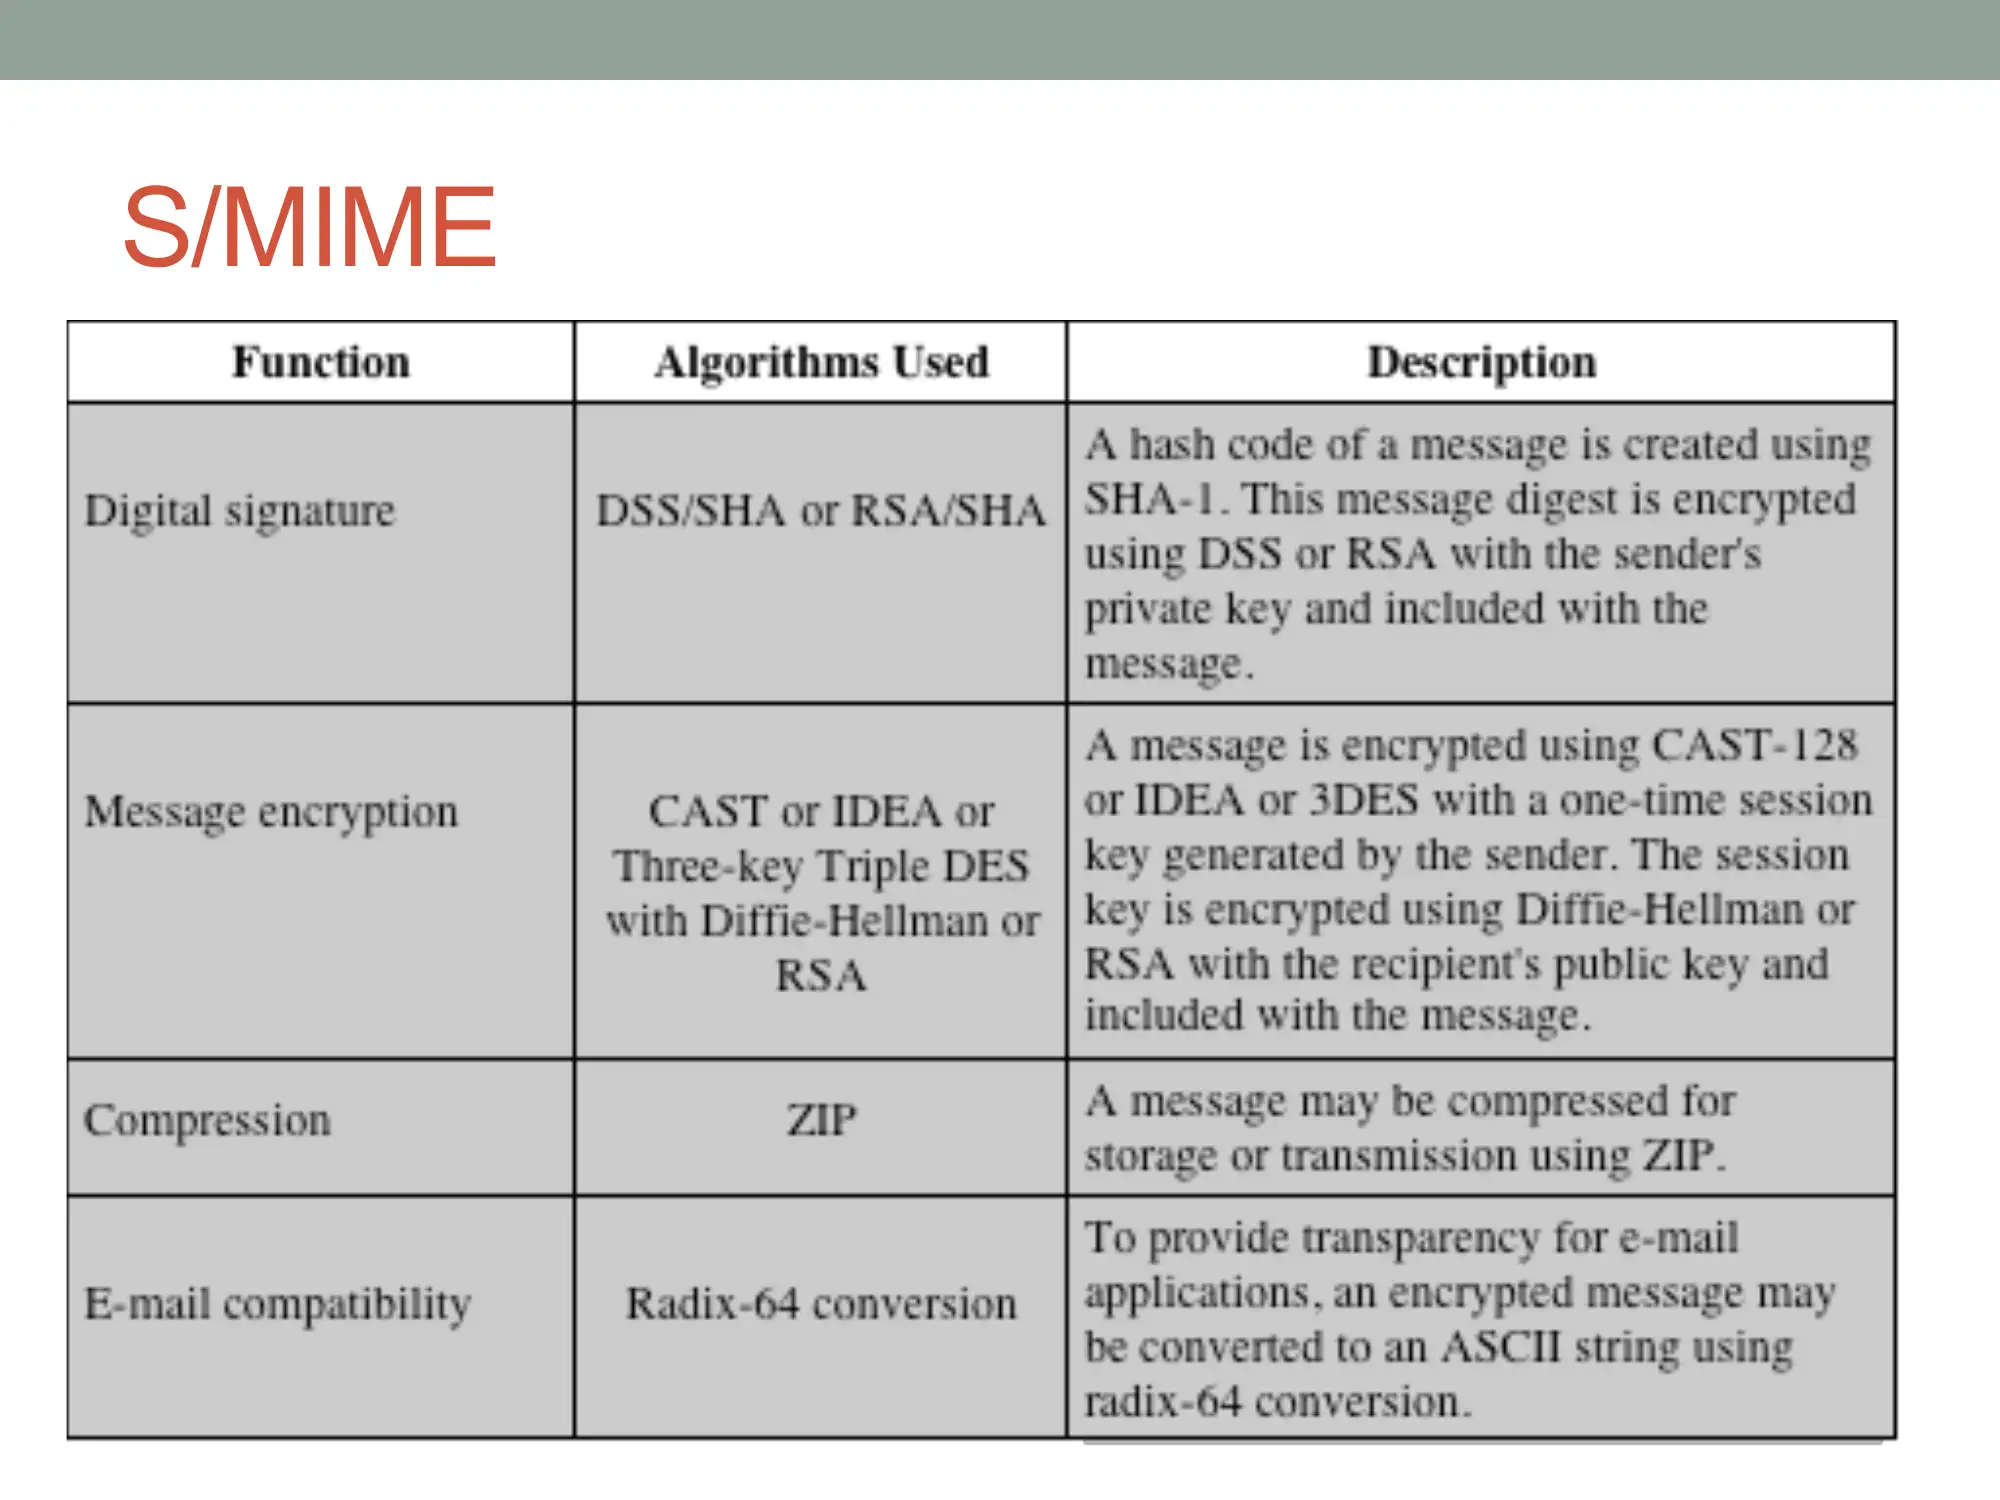 S/MIME
Function
Algorithms Used
Description
Digital signature
DSS/SHA or RSA/SHA
A hash code of a message is created using
SHA-1. This message digest is encrypted
using DSS or RSA with the sender's
private key and included with the
message.
Message encryption
CAST or IDEA or
Three-key Triple DES
with Diffie-Hellman or
RSA
A message is encrypted using CAST-128
or IDEA or 3DES with a one-time session
key generated by the sender. The session
key is encrypted using Diffie-Hellman or
RSA with the recipient's public key and
included with the message.
Compression
ZIP
A message may be compressed for
storage or transmission using ZIP.
E-mail compatibility
Radix-64 conversion
To provide transparency for e-mail
applications, an encrypted message may
be converted to an ASCII string using
radix-64 conversion.